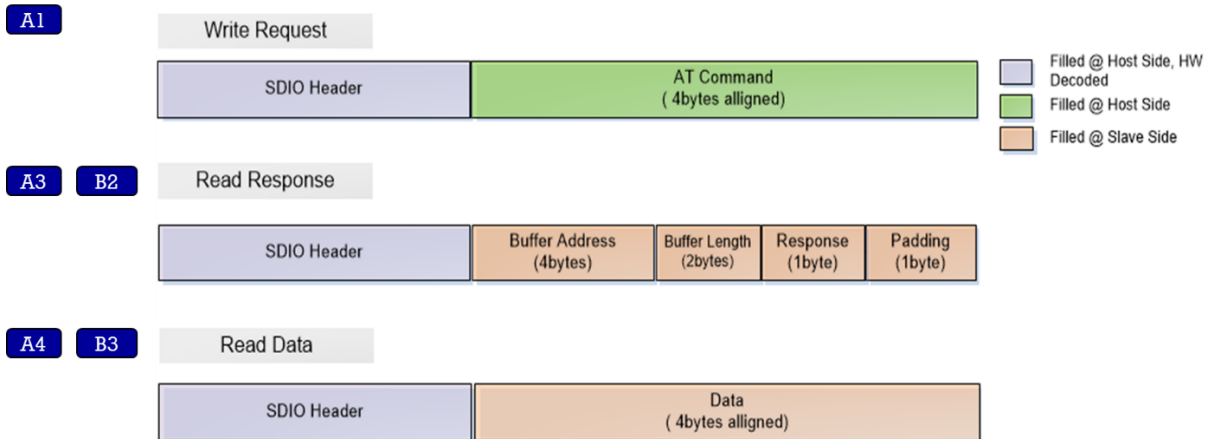 A1
Write Request
SDIO Header
AT Command
( 4bytes alligned)
Filled @ Host Side, HW
Decoded
Filled @ Host Side
Filled @ Slave Side
A3
B2
Read Response
SDIO Header
Buffer Address
(4bytes)
Buffer Length
(2bytes)
Response
(1byte)
Padding
(1byte)
A4
B3
Read Data
SDIO Header
Data
( 4bytes alligned)